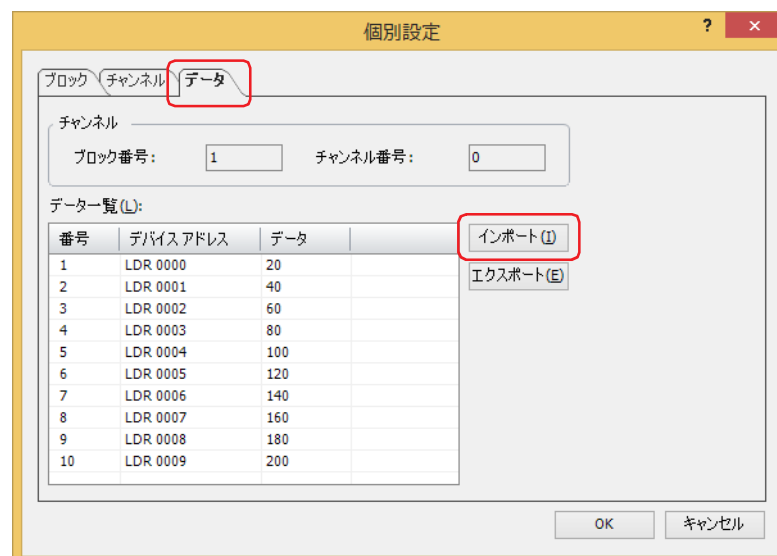 個別設定
? ×
ブロック チャンネル データ
チャンネル
ブロック番号: 1 チャンネル番号: 0
データ一覧(L):
番号 デバイス アドレス データ
インポート(I)
エクスポート(E)
1 LDR 0000 20
2 LDR 0001 40
3 LDR 0002 60
4 LDR 0003 80
5 LDR 0004 100
6 LDR 0005 120
7 LDR 0006 140
8 LDR 0007 160
9 LDR 0008 180
10 LDR 0009 200
OK キャンセル